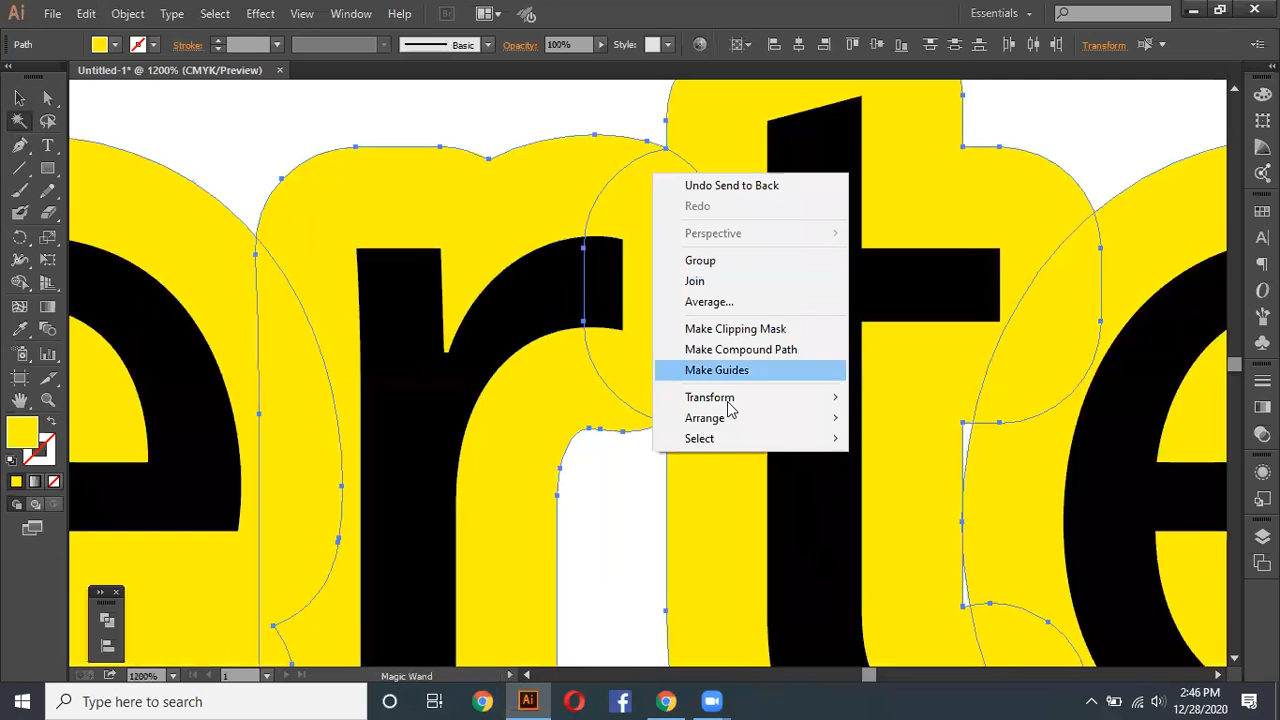 Ai File Edit Object Type Select Effect View Window Help Br Essentials
Path Stroke: Basic Opacity: 100% Style: Transform
Untitled-1* @ 1200% (CMYK/Preview) ×
erte
Undo Send to Back
Redo
Perspective
Group
Join
Average...
Make Clipping Mask
Make Compound Path
Make Guides
Transform
Arrange
Select
1200% 1 Magic Wand
Type here to search Ai 2:46 PM
12/28/2020